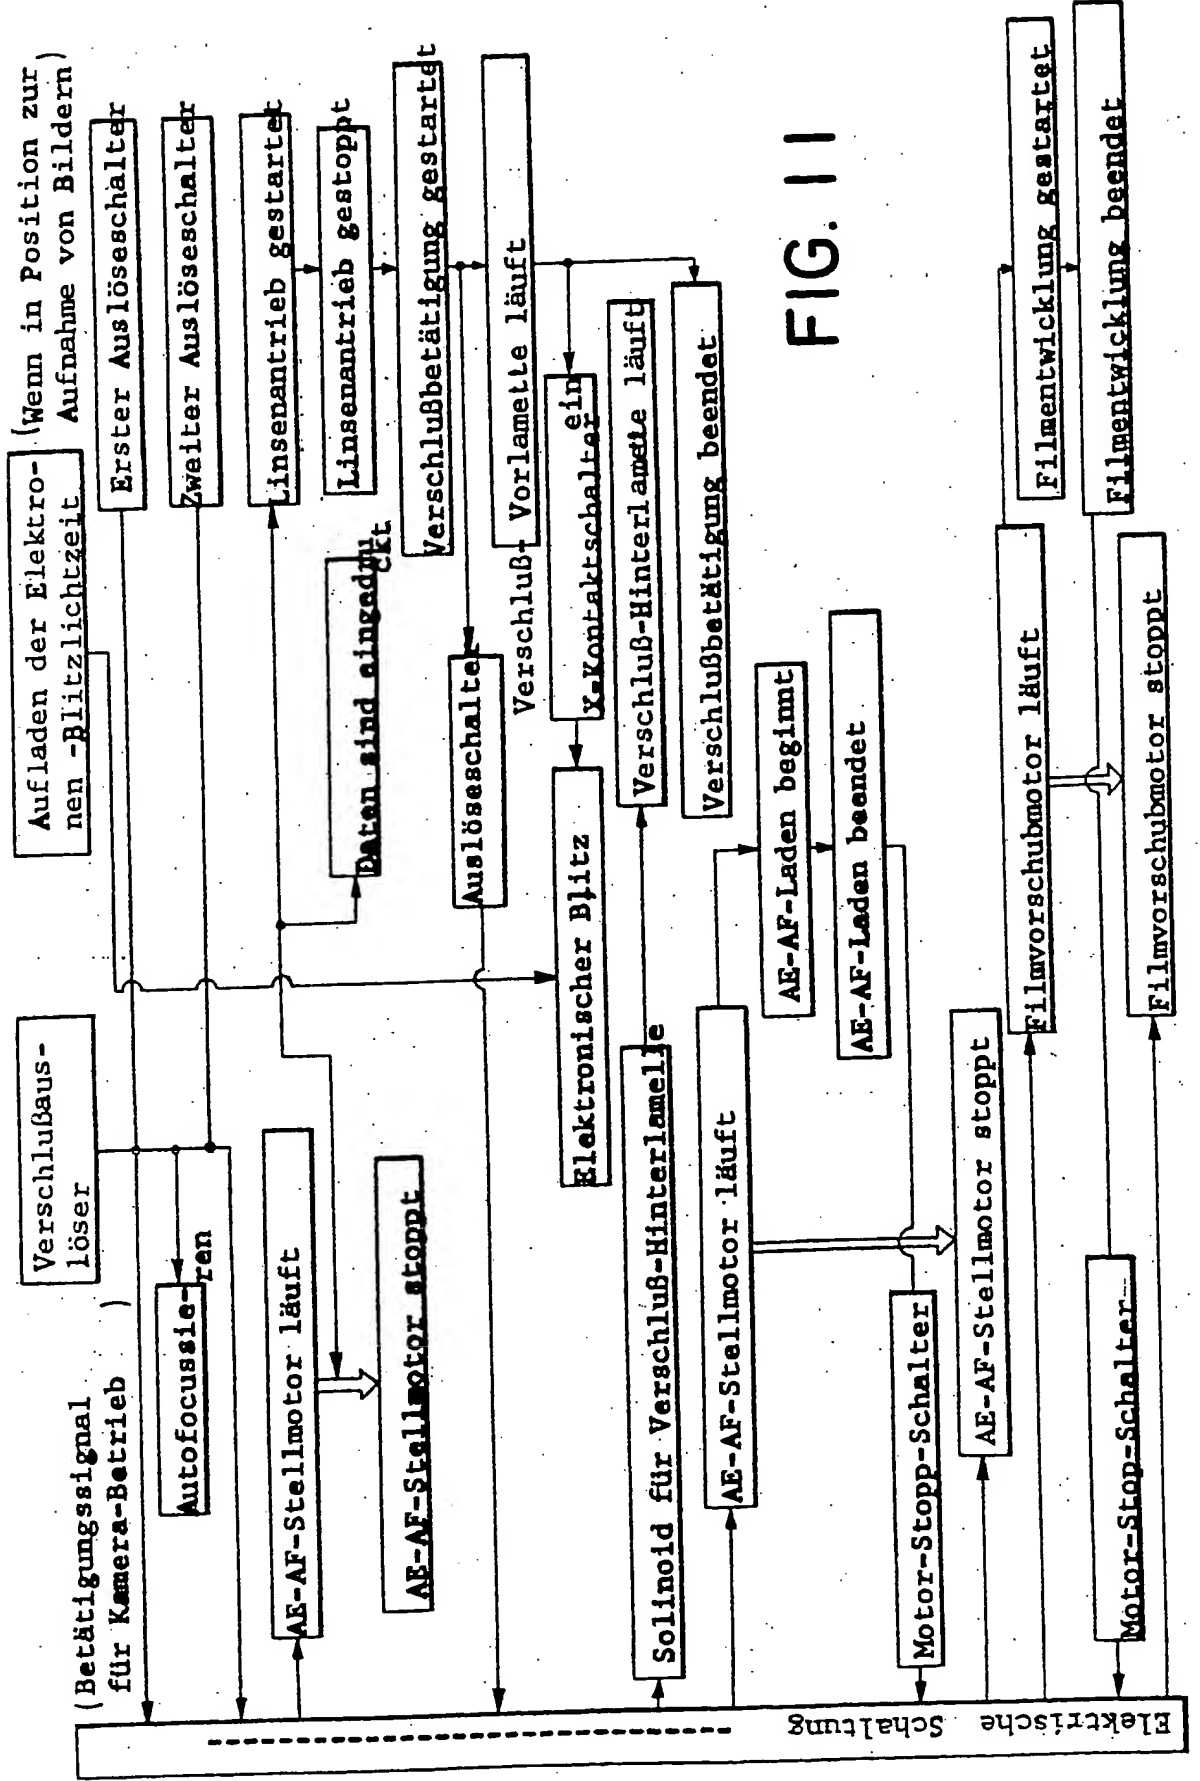 (Betätigungssignal
für Kamera-Betrieb )
Verschlußaus-
löser
Aufladen der Elektro-
nen -Blitzlichtzeit
(Wenn in Position zur
Aufnahme von Bildern)
Erster Auslöseschalter
Autofocussie-
ren
Zweiter Auslöseschalter
AE-AF-Stellmotor läuft
Linsenantrieb gestartet
AE-AF-Stellmotor stoppt
Daten sind eingedru
ckt
Linsenantrieb gestoppt
Verschlußbetätigung gestartet
Auslöseschalter
Verschluß- Vorlamette läuft
Elektronischer Blitz
ein
X-Kontaktschalter
Solinoid für Verschluß-Hinterlamelle
Verschluß-Hinterlamelle läuft
AE-AF-Stellmotor läuft
Verschlußbetätigung beendet
AE-AF-Laden beginnt
AE-AF-Laden beendet
Motor-Stopp-Schalter
AE-AF-Stellmotor stoppt
Filmvorschubmotor läuft
Filmentwicklung gestartet
Filmentwicklung beendet
Motor-Stop-Schalter
Filmvorschubmotor stoppt
Elektrische Schaltung
FIG. 11